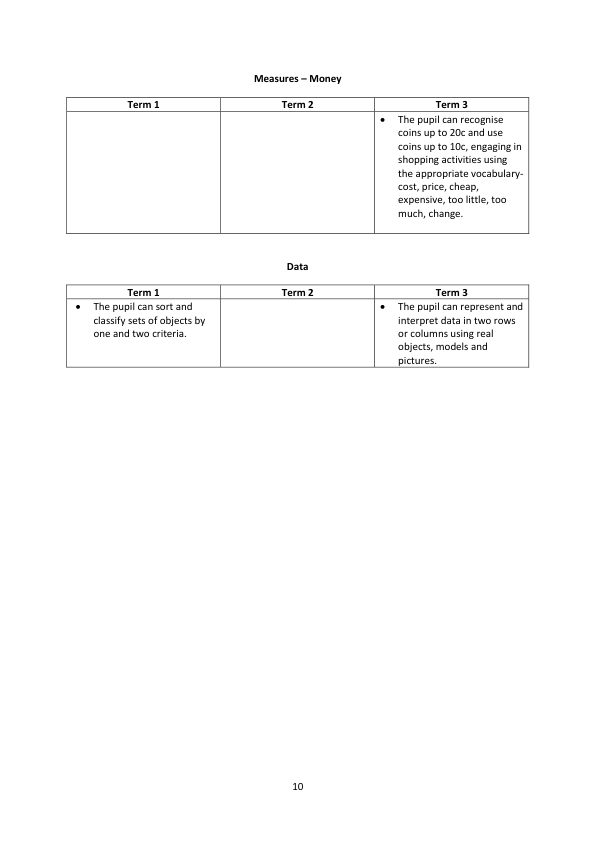 Measures – Money
Term 1 Term 2 Term 3
• The pupil can recognise
coins up to 20c and use
coins up to 10c, engaging in
shopping activities using
the appropriate vocabulary-
cost, price, cheap,
expensive, too little, too
much, change.
Data
Term 1 Term 2 Term 3
• The pupil can sort and
classify sets of objects by
one and two criteria.
• The pupil can represent and
interpret data in two rows
or columns using real
objects, models and
pictures.
10